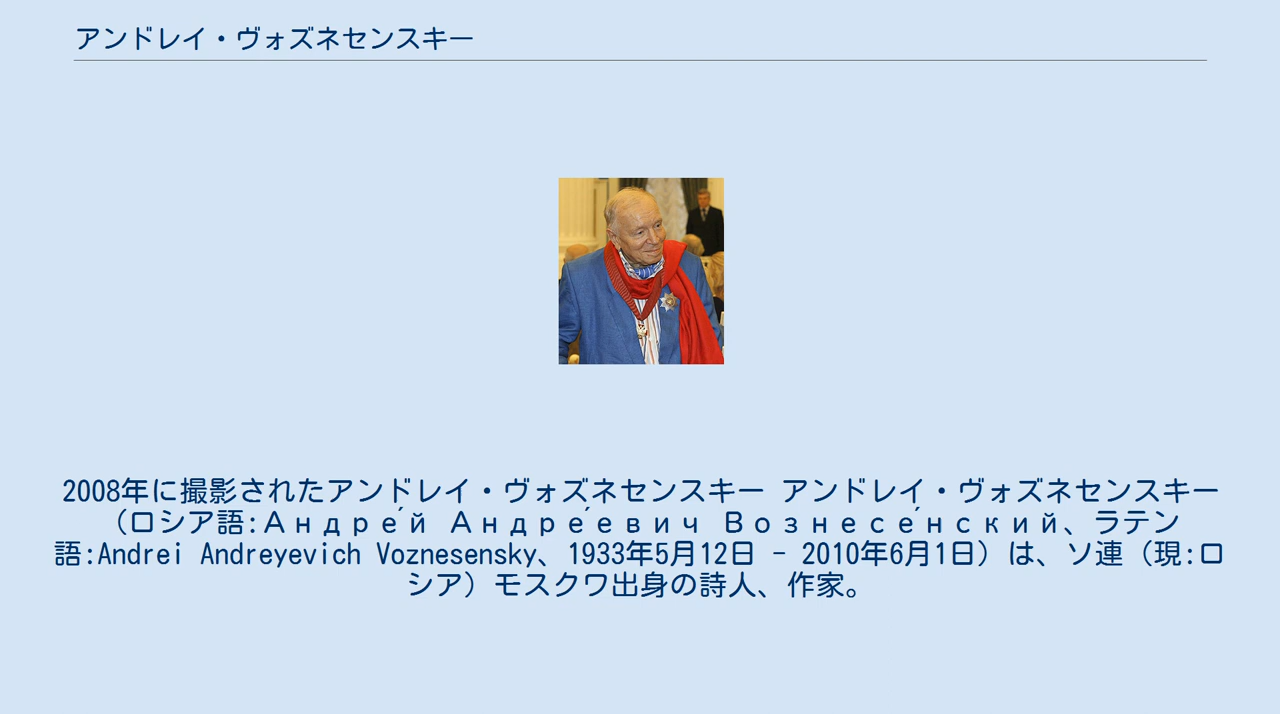 アンドレイ・ヴォズネセンスキー
2008年に撮影されたアンドレイ・ヴォズネセンスキー アンドレイ・ヴォズネセンスキー
（ロシア語:Андре́й Андре́евич Вознесе́нский、ラテン
語:Andrei Andreyevich Voznesensky、1933年5月12日 - 2010年6月1日）は、ソ連（現:ロ
シア）モスクワ出身の詩人、作家。